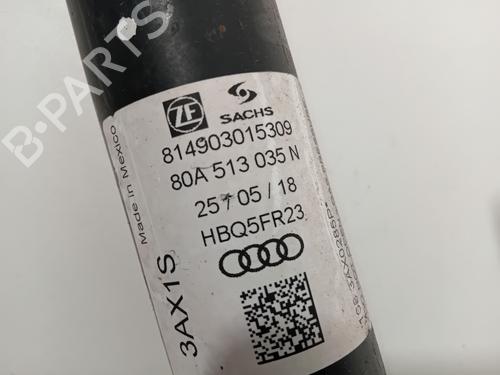 B-PARTS
ZF
SACHS
814903015309
80A 513 035 N
25 / 05 / 18
HBQ5FR23
Made in Mexico
3AX1S